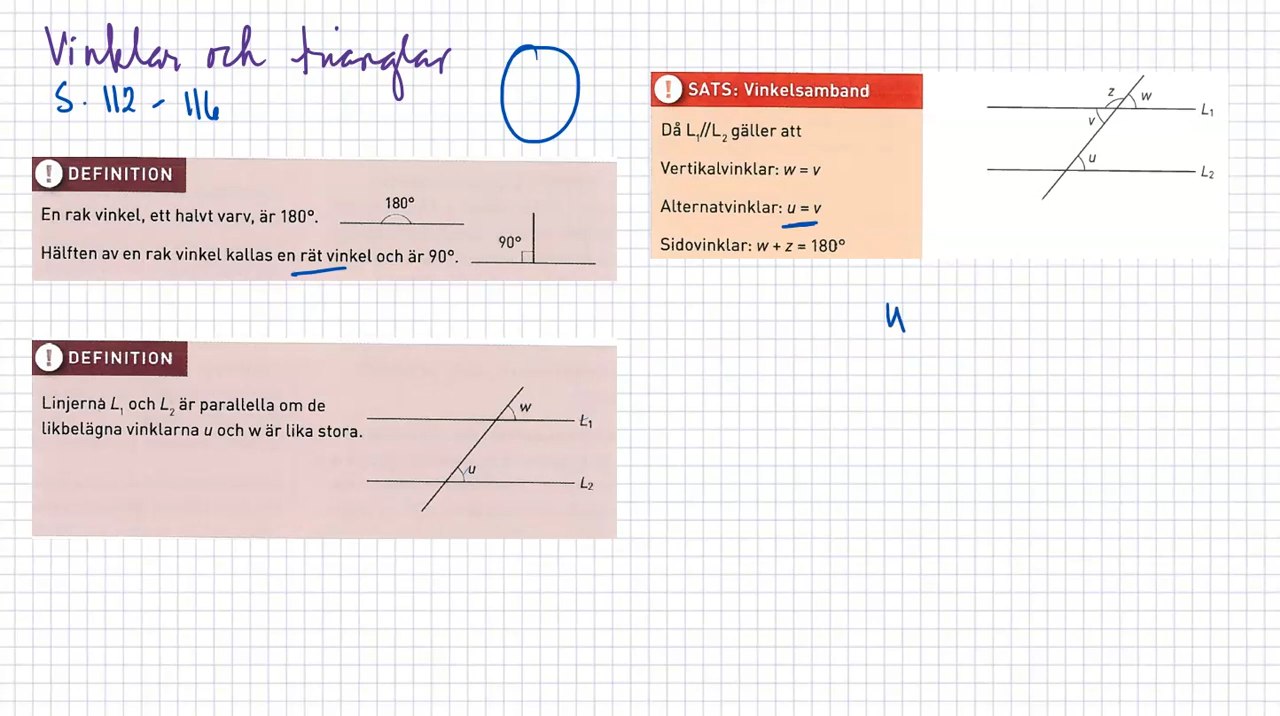 Vinklar och trianglar
S. 112 - 116
! DEFINITION
En rak vinkel, ett halvt varv, är 180°.
180°
Hälften av en rak vinkel kallas en rät vinkel och är 90°.
90°
! DEFINITION
Linjerna L₁ och L₂ är parallella om de
likbelägna vinklarna u och w är lika stora.
w
L₁
u
L₂
! SATS: Vinkelsamband
Då L₁//L₂ gäller att
Vertikalvinklar: w = v
Alternatvinklar: u = v
Sidovinklar: w + z = 180°
z w
L₁
v
u
L₂
u